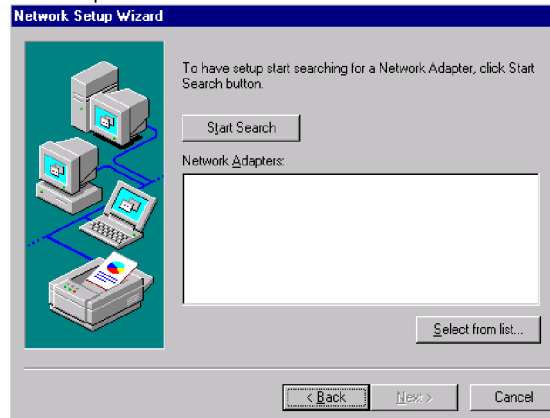 Network Setup Wizard
To have setup start searching for a Network Adapter, click Start
Search button.
Start Search
Network Adapters:
Select from list...
< Back
Next >
Cancel